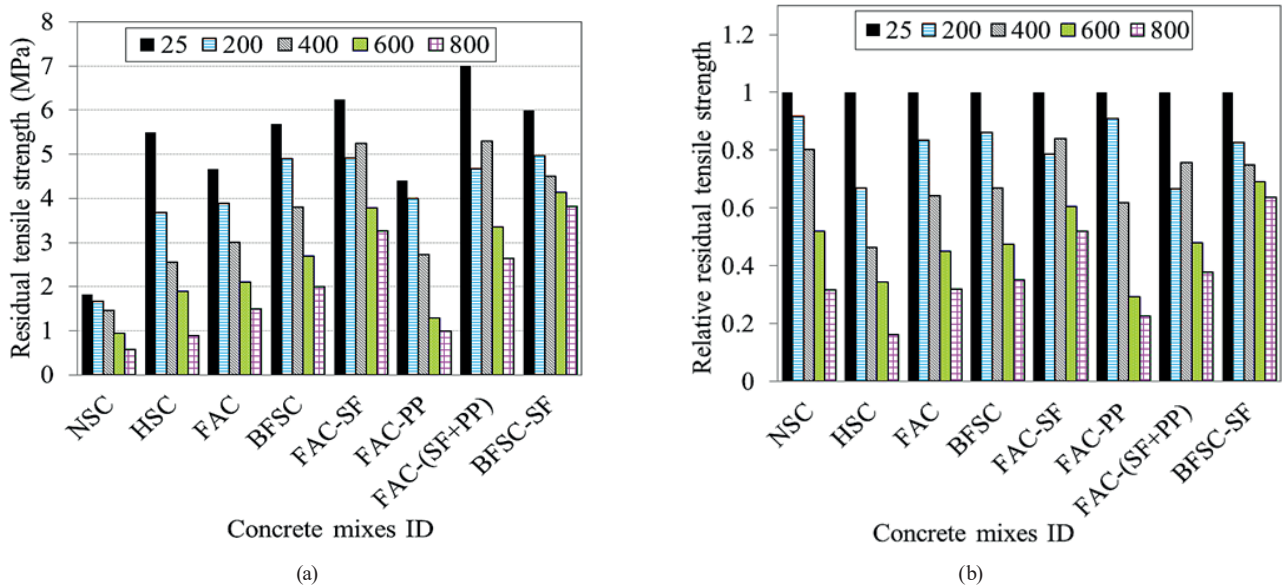 25 200 400 600 800
Residual tensile strength (MPa)
8
7
6
5
4
3
2
1
0
NSC
HSC
FAC
BFSC
FAC-SF
FAC-PP
FAC-(SF+PP)
BFSC-SF
Concrete mixes ID
(a)
25 200 400 600 800
Relative residual tensile strength
1.2
1
0.8
0.6
0.4
0.2
0
NSC
HSC
FAC
BFSC
FAC-SF
FAC-PP
FAC-(SF+PP)
BFSC-SF
Concrete mixes ID
(b)